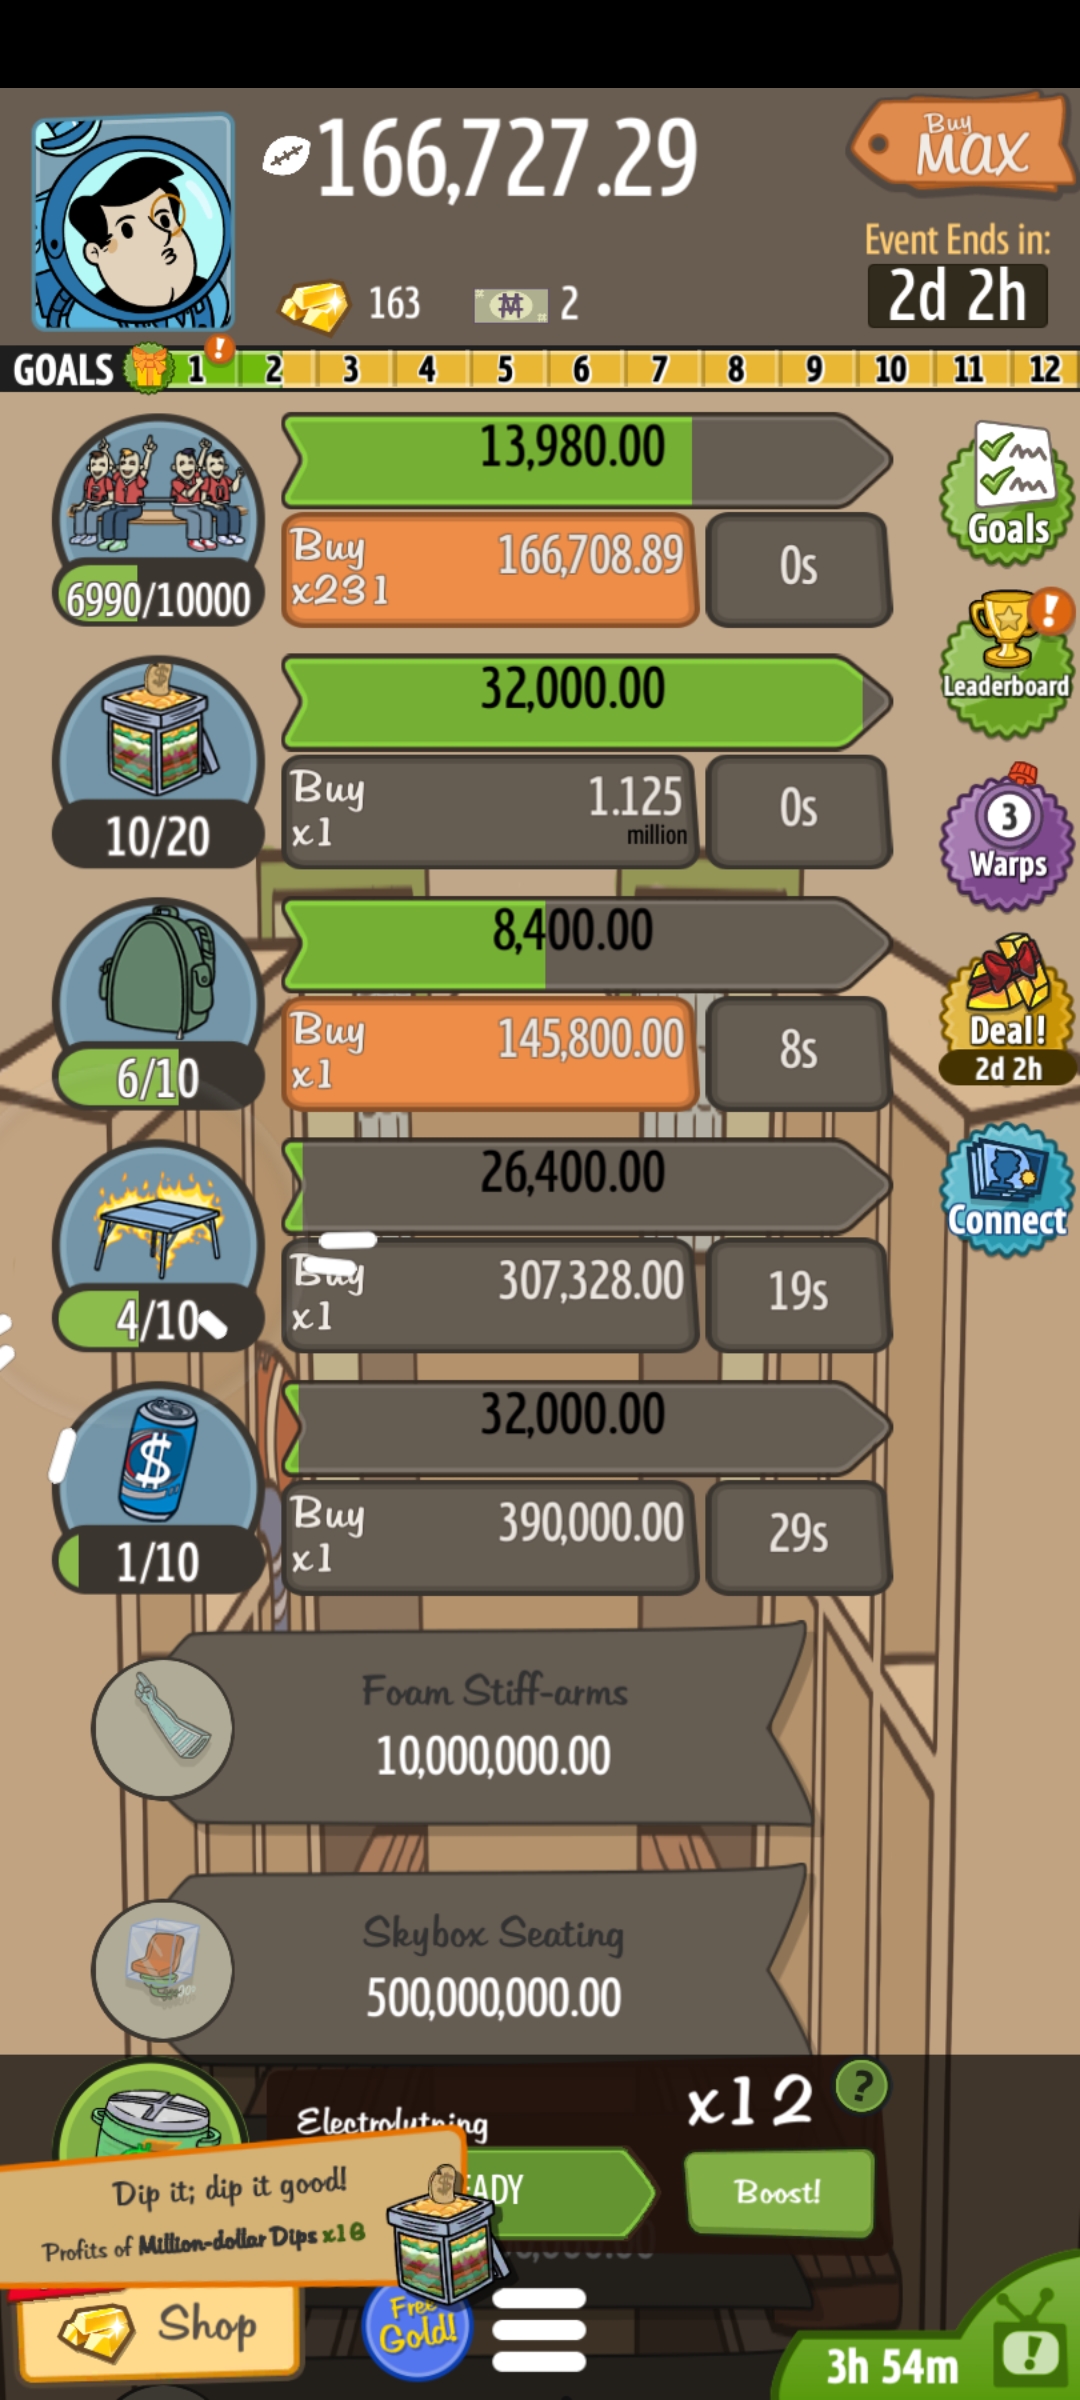 166,727.29
Buy
MAX
Event Ends in:
2d 2h
163
2
GOALS 1 ! 2 3 4 5 6 7 8 9 10 11 12
13,980.00
Buy
x231
166,708.89
0s
6990/10000
Goals
32,000.00
Buy
x1
1.125
million
0s
10/20
!
Leaderboard
8,400.00
Buy
x1
145,800.00
8s
6/10
3
Warps
Deal!
2d 2h
26,400.00
Buy
x1
307,328.00
19s
4/10
Connect
32,000.00
Buy
x1
390,000.00
29s
$
1/10
Foam Stiff-arms
10,000,000.00
Skybox Seating
500,000,000.00
x12
?
Boost!
Dip it; dip it good!
Profits of Million-dollar Dips x16
Shop
Free
Gold!
3h 54m
!